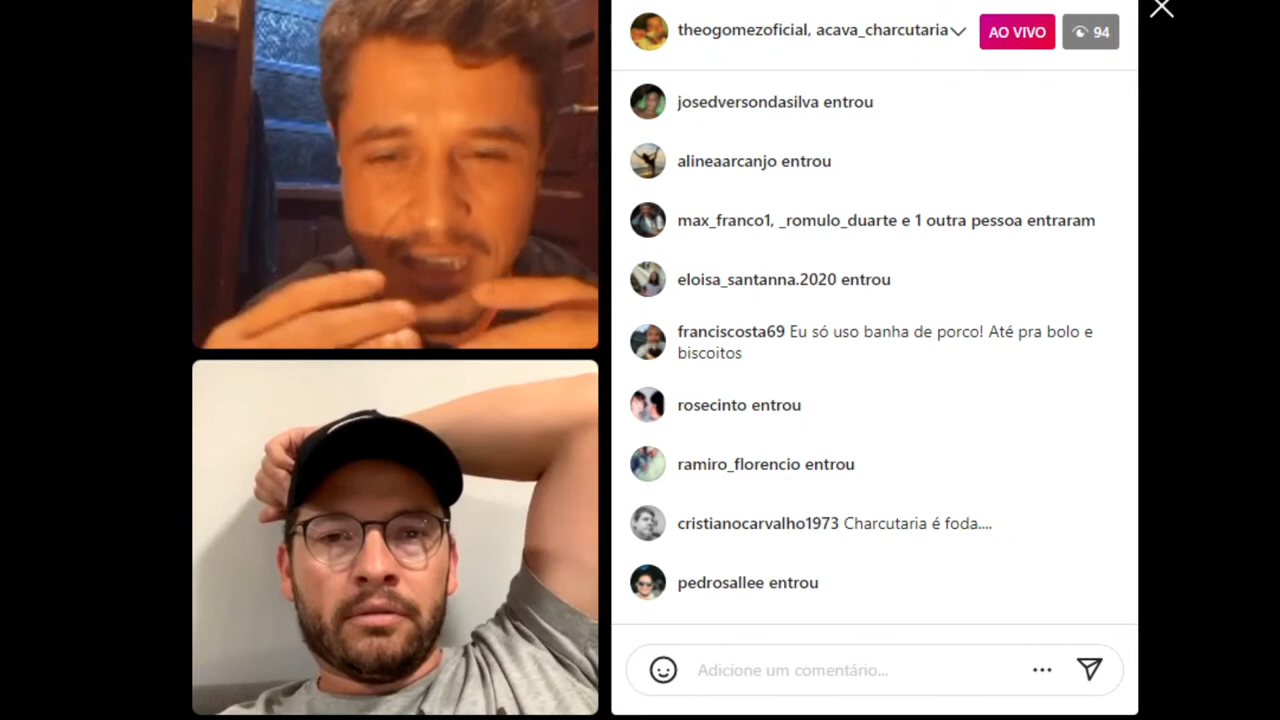 theogomezoficial, acava_charcutaria
AO VIVO
94
josedversondasilva entrou
alineaarcanjo entrou
max_franco1, _romulo_duarte e 1 outra pessoa entraram
eloisa_santanna.2020 entrou
franciscosta69 Eu só uso banha de porco! Até pra bolo e
biscoitos
rosecinto entrou
ramiro_florencio entrou
cristianocarvalho1973 Charcutaria é foda....
pedrosallee entrou
Adicione um comentário...